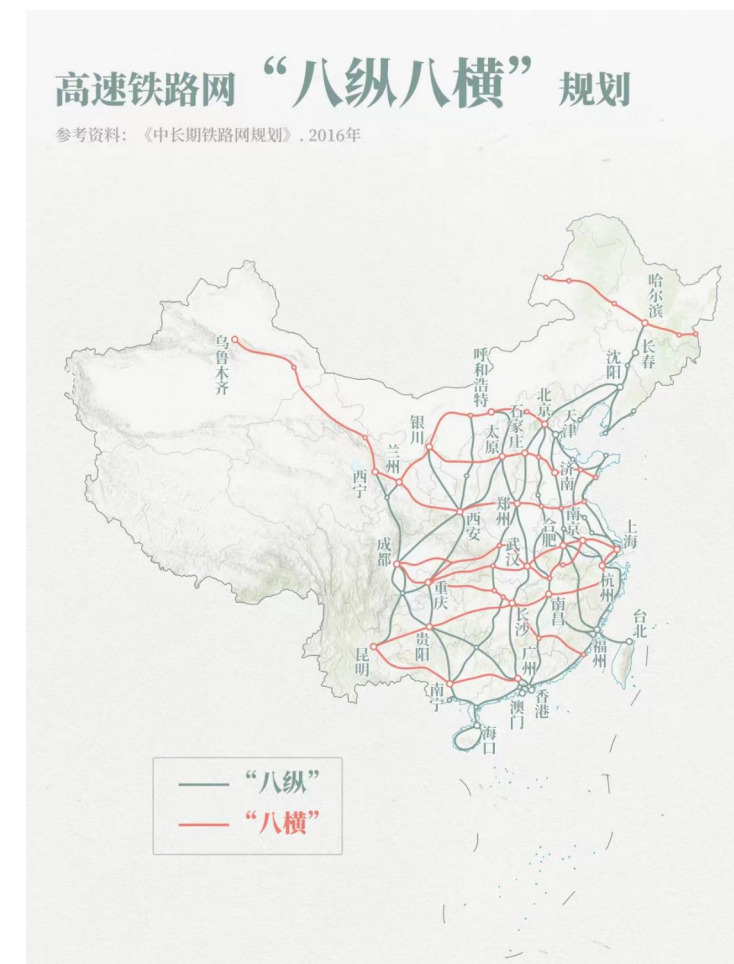 高速铁路网“八纵八横”规划
参考资料：《中长期铁路网规划》. 2016年
哈尔滨
长春
沈阳
乌鲁木齐
呼和浩特
北京
天津
石家庄
太原
银川
兰州
西宁
济南
郑州
西安
南京
合肥
上海
成都
武汉
重庆
杭州
南昌
长沙
台北
福州
贵阳
昆明
广州
南宁
香港
澳门
海口
“八纵”
“八横”